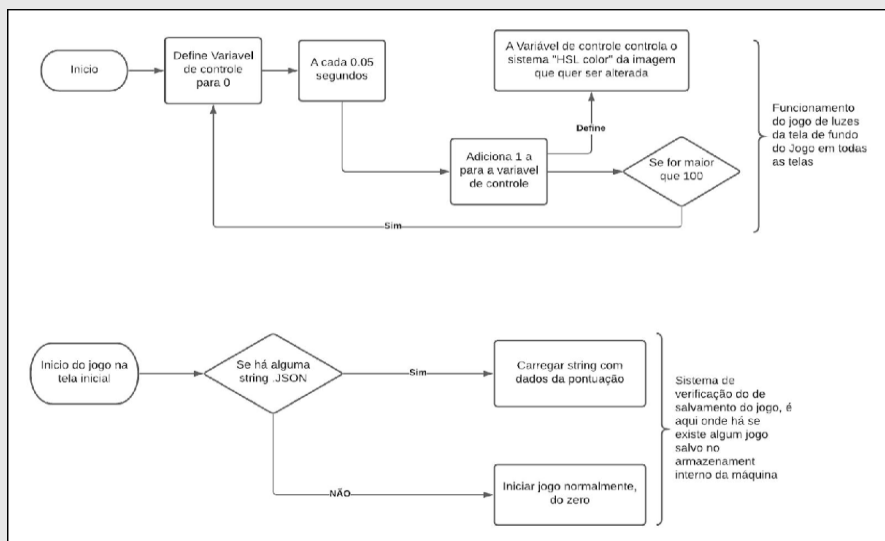 Inicio
Define Variavel
de controle
para 0
A cada 0.05
segundos
A Variável de controle controla o
sistema "HSL color" da imagem
que quer ser alterada
Define
Adiciona 1 a
para a variavel
de controle
Se for maior
que 100
Sim
Funcionamento
do jogo de luzes
da tela de fundo
do Jogo em todas
as telas
Inicio do jogo na
tela inicial
Se há alguma
string .JSON
Sim
Carregar string com
dados da pontuação
NÃO
Iniciar jogo normalmente,
do zero
Sistema de
verificação do de
salvamento do jogo, é
aqui onde há se
existe algum jogo
salvo no
armazenament
interno da máquina